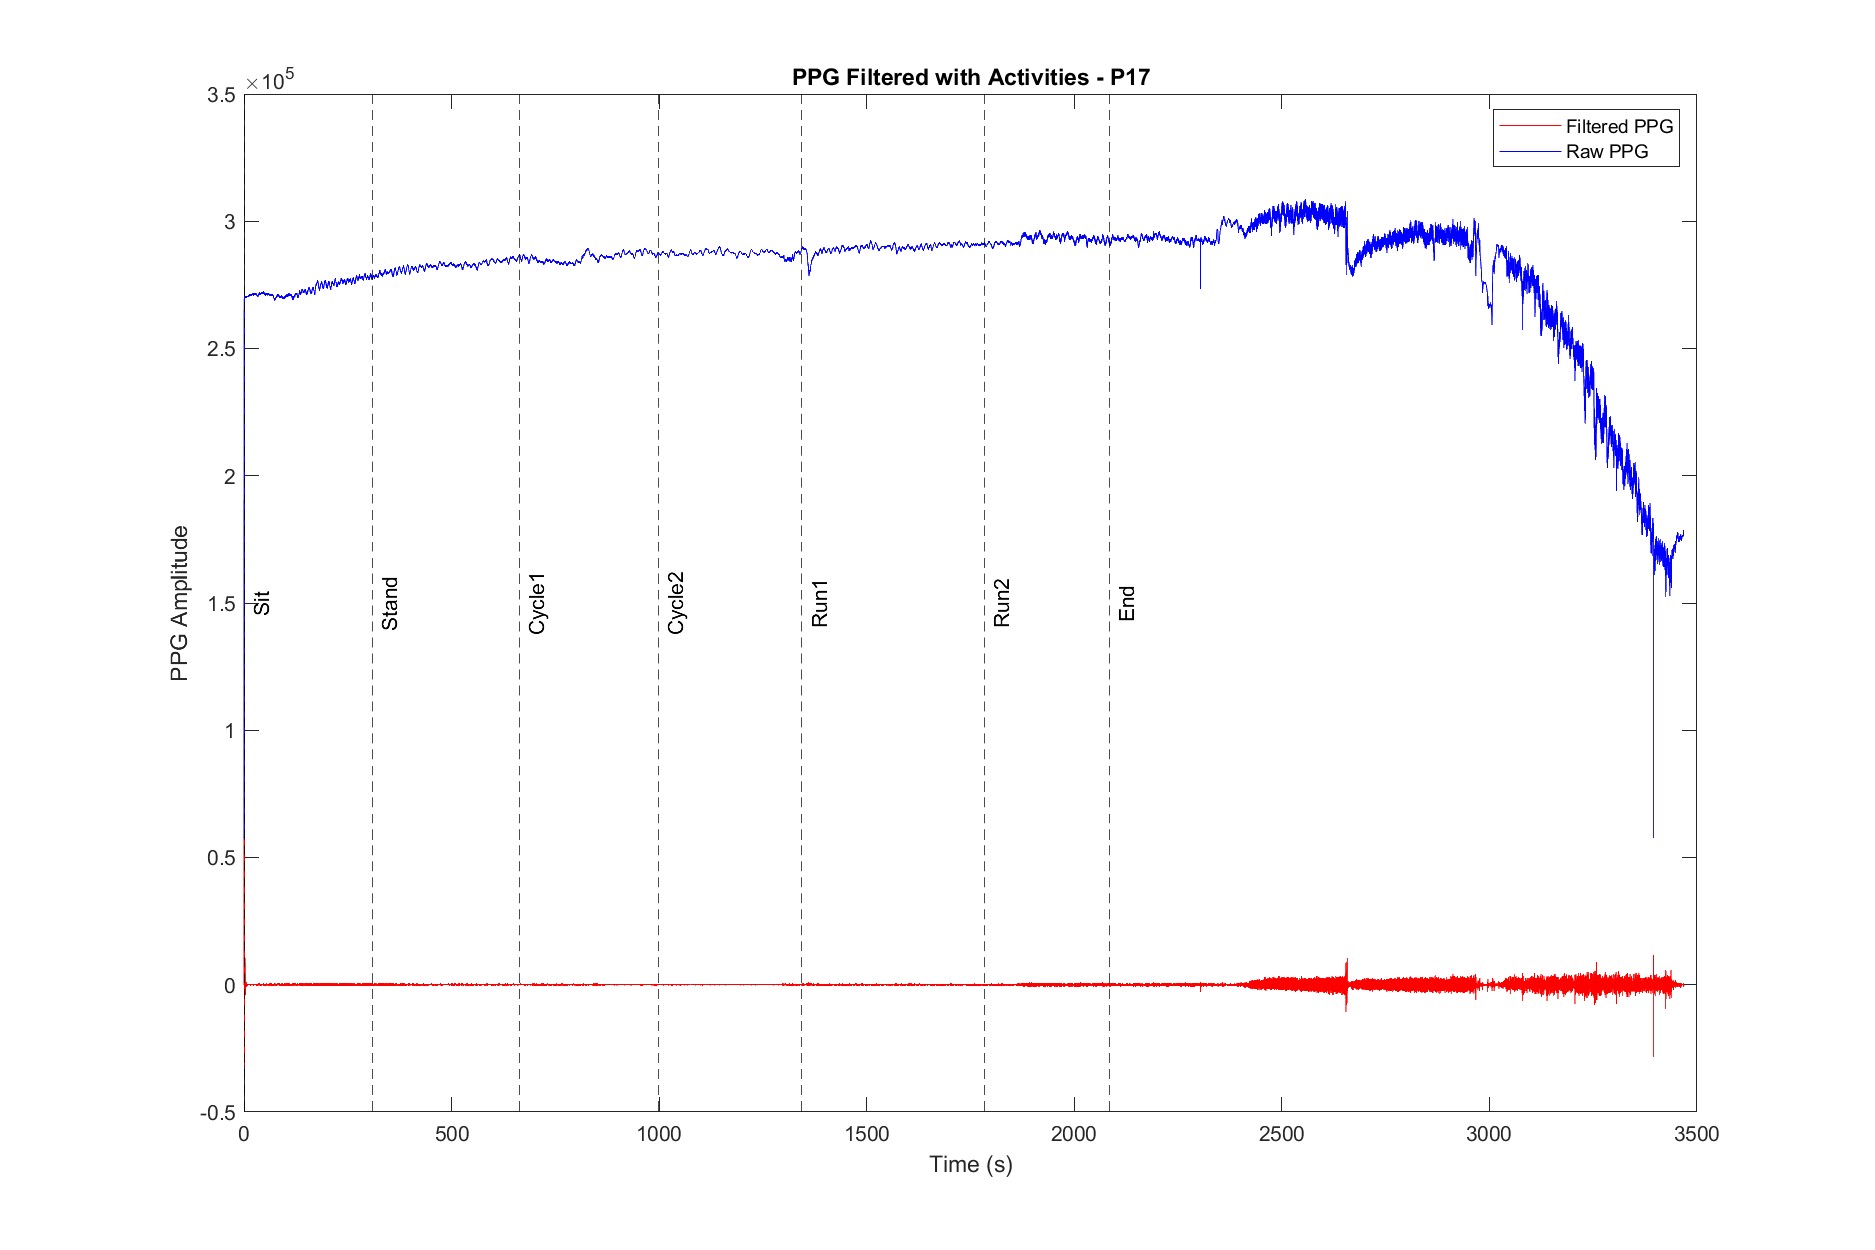 PPG Filtered with Activities - P17
×10^5
3.5
3
2.5
2
1.5
1
0.5
0
-0.5
PPG Amplitude
Filtered PPG
Raw PPG
Sit
Stand
Cycle1
Cycle2
Run1
Run2
End
0 500 1000 1500 2000 2500 3000 3500
Time (s)